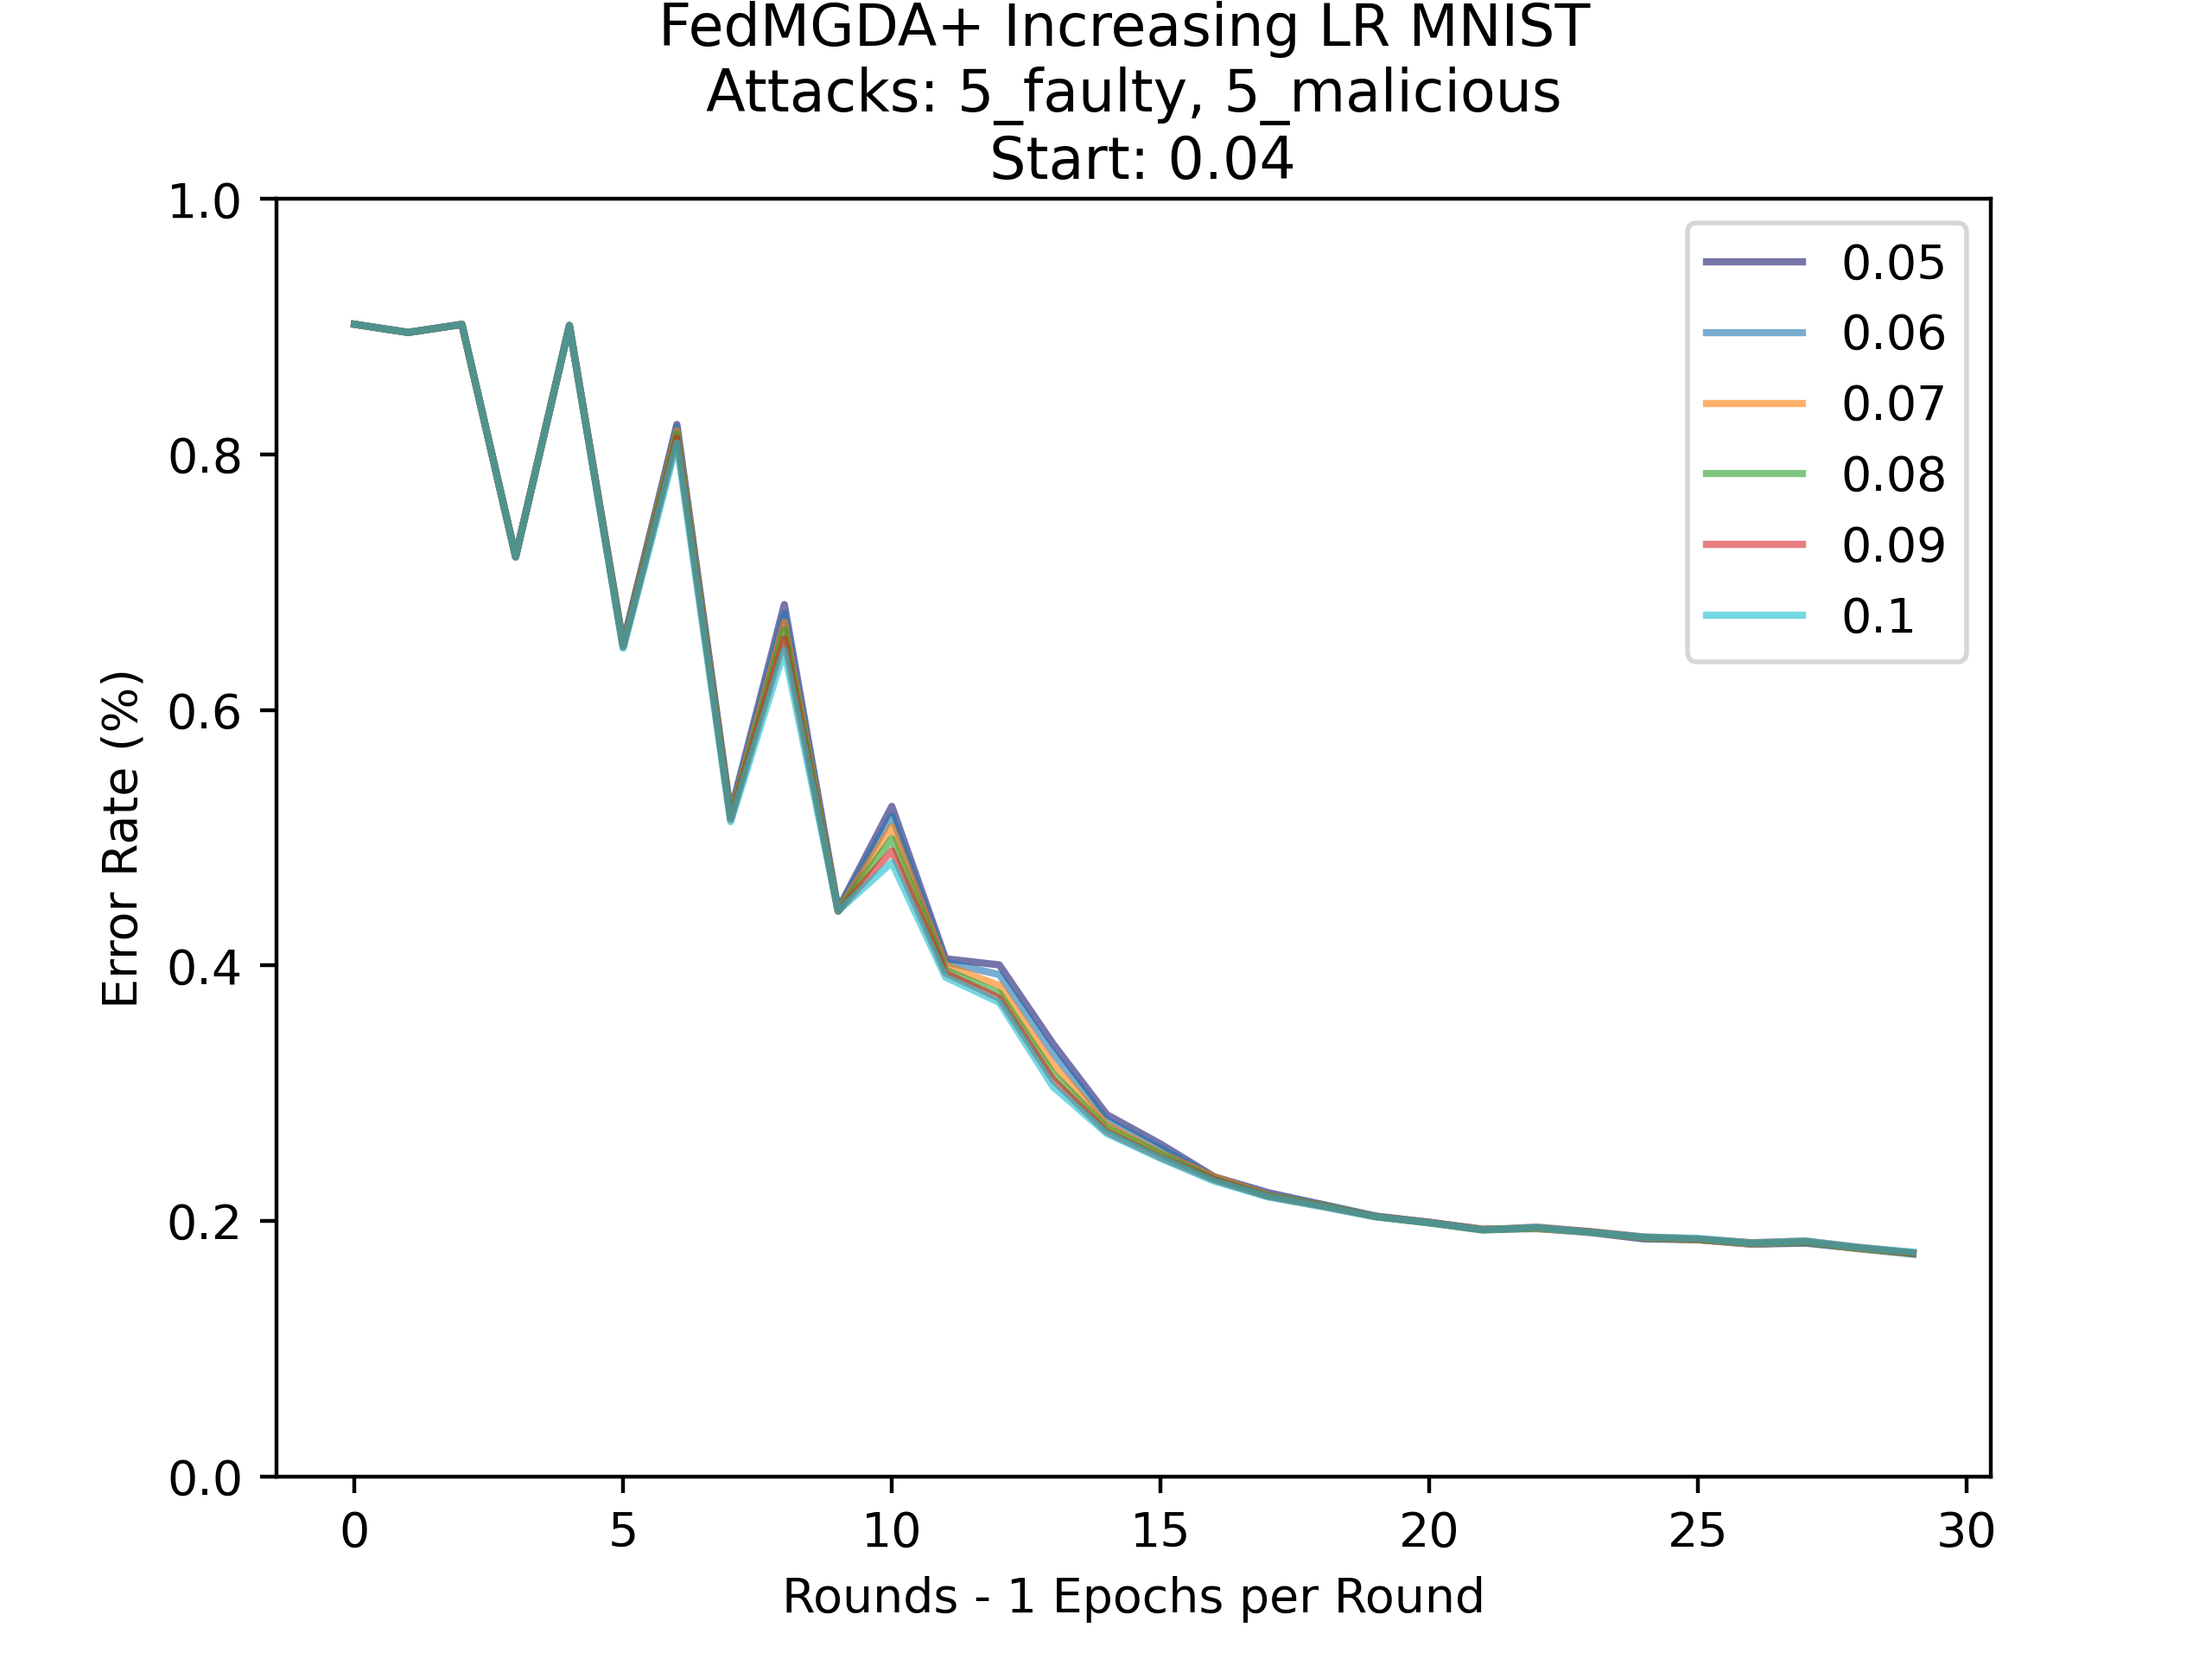 FedMGDA+ Increasing LR MNIST
Attacks: 5_faulty, 5_malicious
Start: 0.04
1.0
0.8
0.6
0.4
0.2
0.0
Error Rate (%)
0.05
0.06
0.07
0.08
0.09
0.1
0 5 10 15 20 25 30
Rounds - 1 Epochs per Round